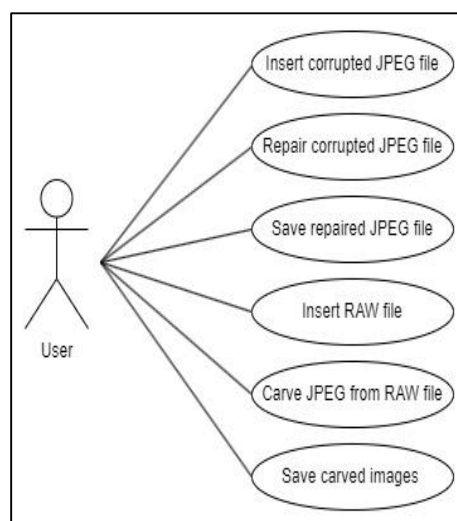 Insert corrupted JPEG file
Repair corrupted JPEG file
Save repaired JPEG file
Insert RAW file
User
Carve JPEG from RAW file
Save carved images